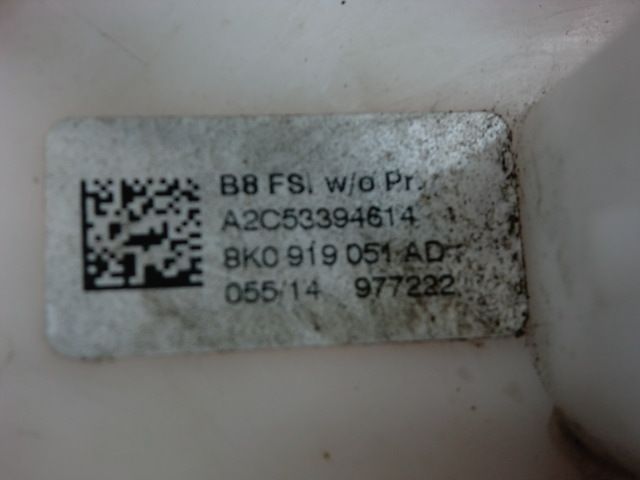 B8 FSI w/o Pr.
A2C53394614
8K0 919 051 AD
055/14 977222